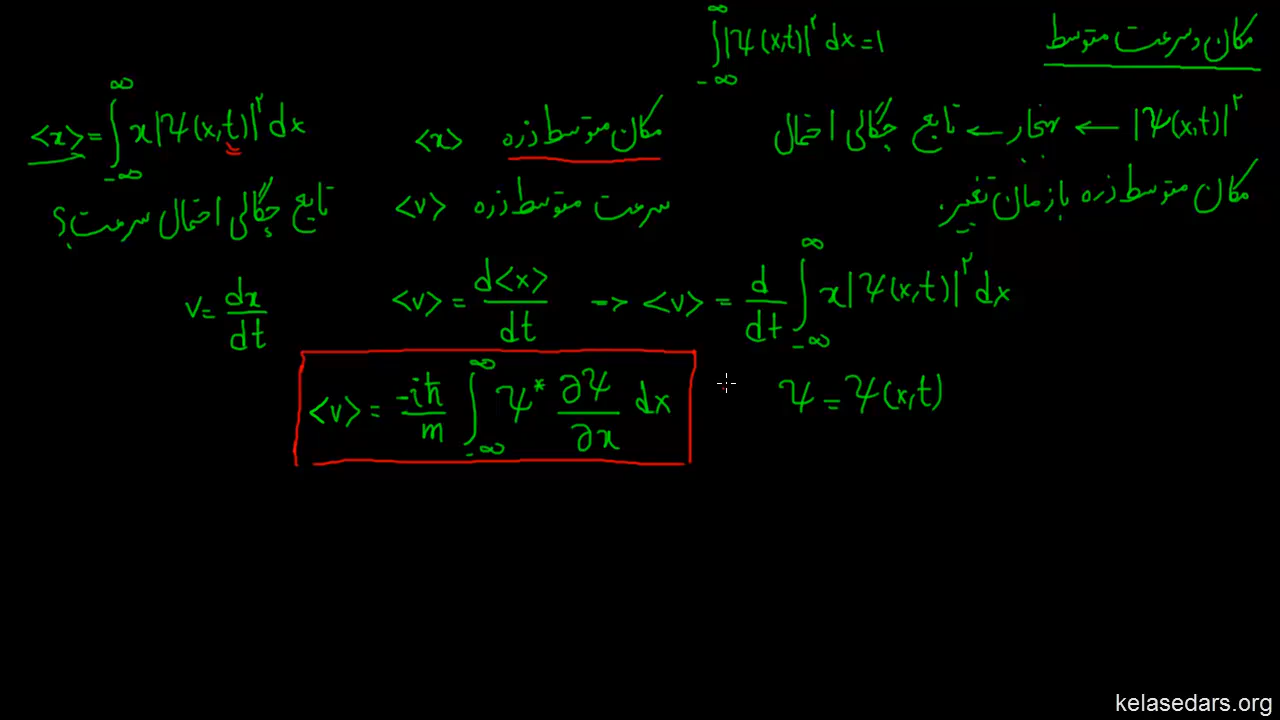 مکان و سرعت متوسط
∫_{-∞}^{∞} |Ψ(x,t)|² dx = 1
|Ψ(x,t)|² ← بهنجار ← تابع چگالی احتمال
مکان متوسط ذره <x>
<x> = ∫_{-∞}^{∞} x|Ψ(x,t)|² dx
مکان متوسط ذره با زمان تغییر.
سرعت متوسط ذره <v>
تابع چگالی احتمال سرعت؟
v = dx/dt
<v> = d<x>/dt → <v> = d/dt ∫_{-∞}^{∞} x|Ψ(x,t)|² dx
<v> = -iħ/m ∫_{-∞}^{∞} Ψ* ∂Ψ/∂x dx
Ψ = Ψ(x,t)
kelasedars.org